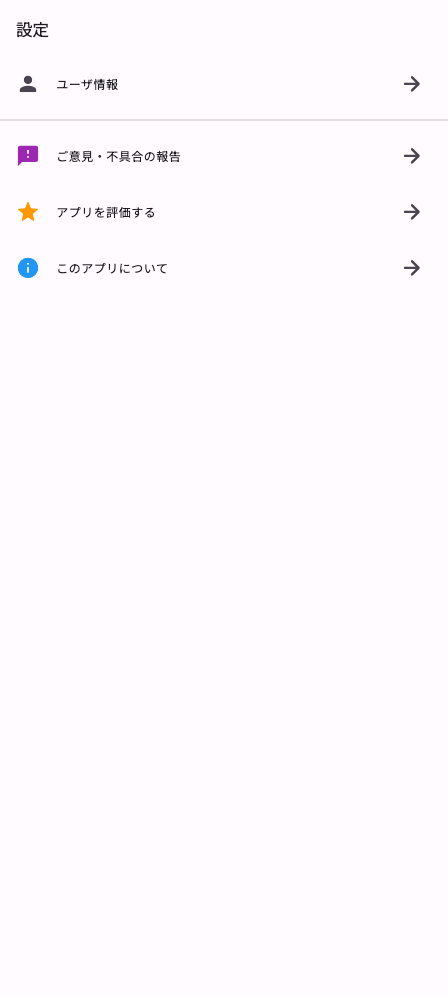 設定
ユーザ情報
ご意見・不具合の報告
アプリを評価する
このアプリについて